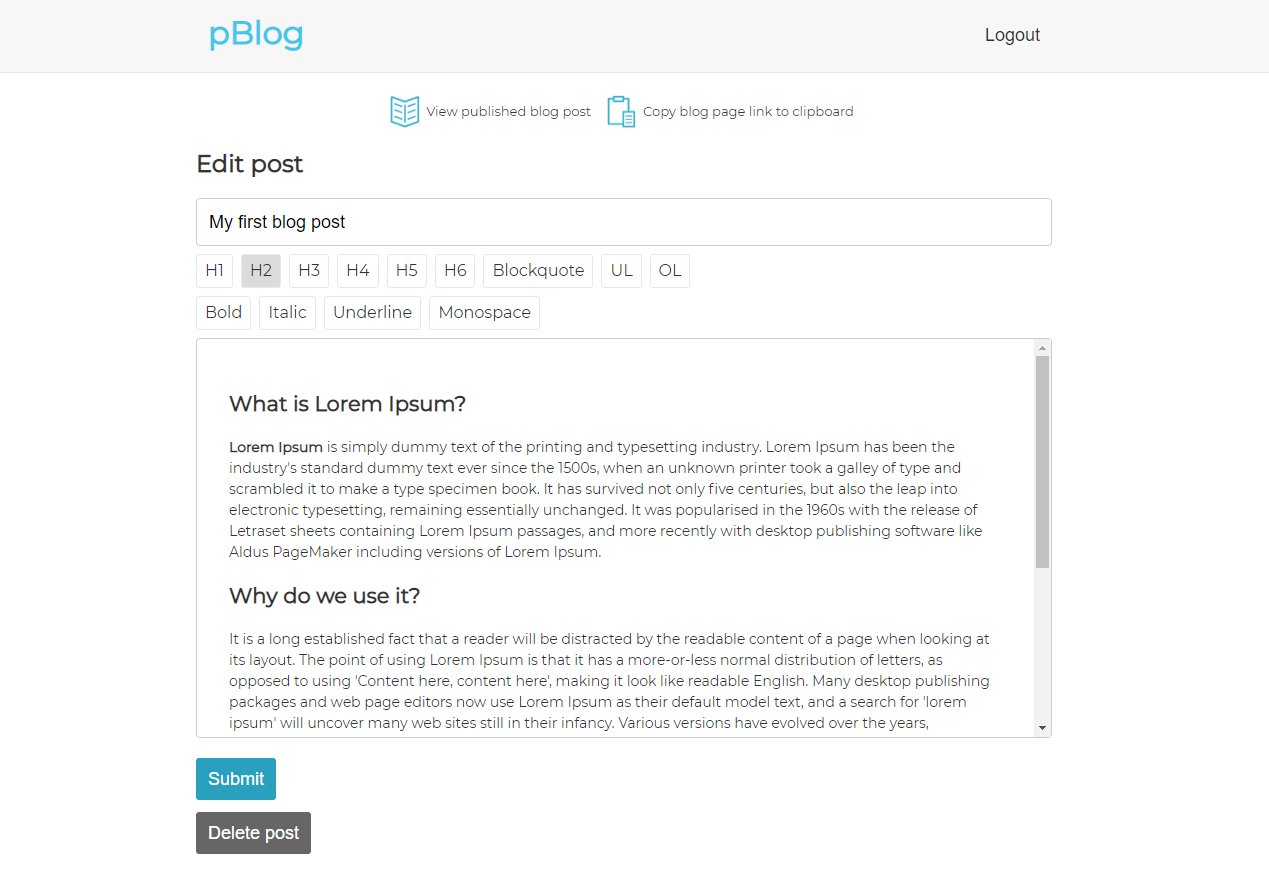 pBlog
Logout
View published blog post
Copy blog page link to clipboard
Edit post
My first blog post
H1 H2 H3 H4 H5 H6 Blockquote UL OL
Bold Italic Underline Monospace
What is Lorem Ipsum?
Lorem Ipsum is simply dummy text of the printing and typesetting industry. Lorem Ipsum has been the
industry's standard dummy text ever since the 1500s, when an unknown printer took a galley of type and
scrambled it to make a type specimen book. It has survived not only five centuries, but also the leap into
electronic typesetting, remaining essentially unchanged. It was popularised in the 1960s with the release of
Letraset sheets containing Lorem Ipsum passages, and more recently with desktop publishing software like
Aldus PageMaker including versions of Lorem Ipsum.
Why do we use it?
It is a long established fact that a reader will be distracted by the readable content of a page when looking at
its layout. The point of using Lorem Ipsum is that it has a more-or-less normal distribution of letters, as
opposed to using 'Content here, content here', making it look like readable English. Many desktop publishing
packages and web page editors now use Lorem Ipsum as their default model text, and a search for 'lorem
ipsum' will uncover many web sites still in their infancy. Various versions have evolved over the years,
Submit
Delete post